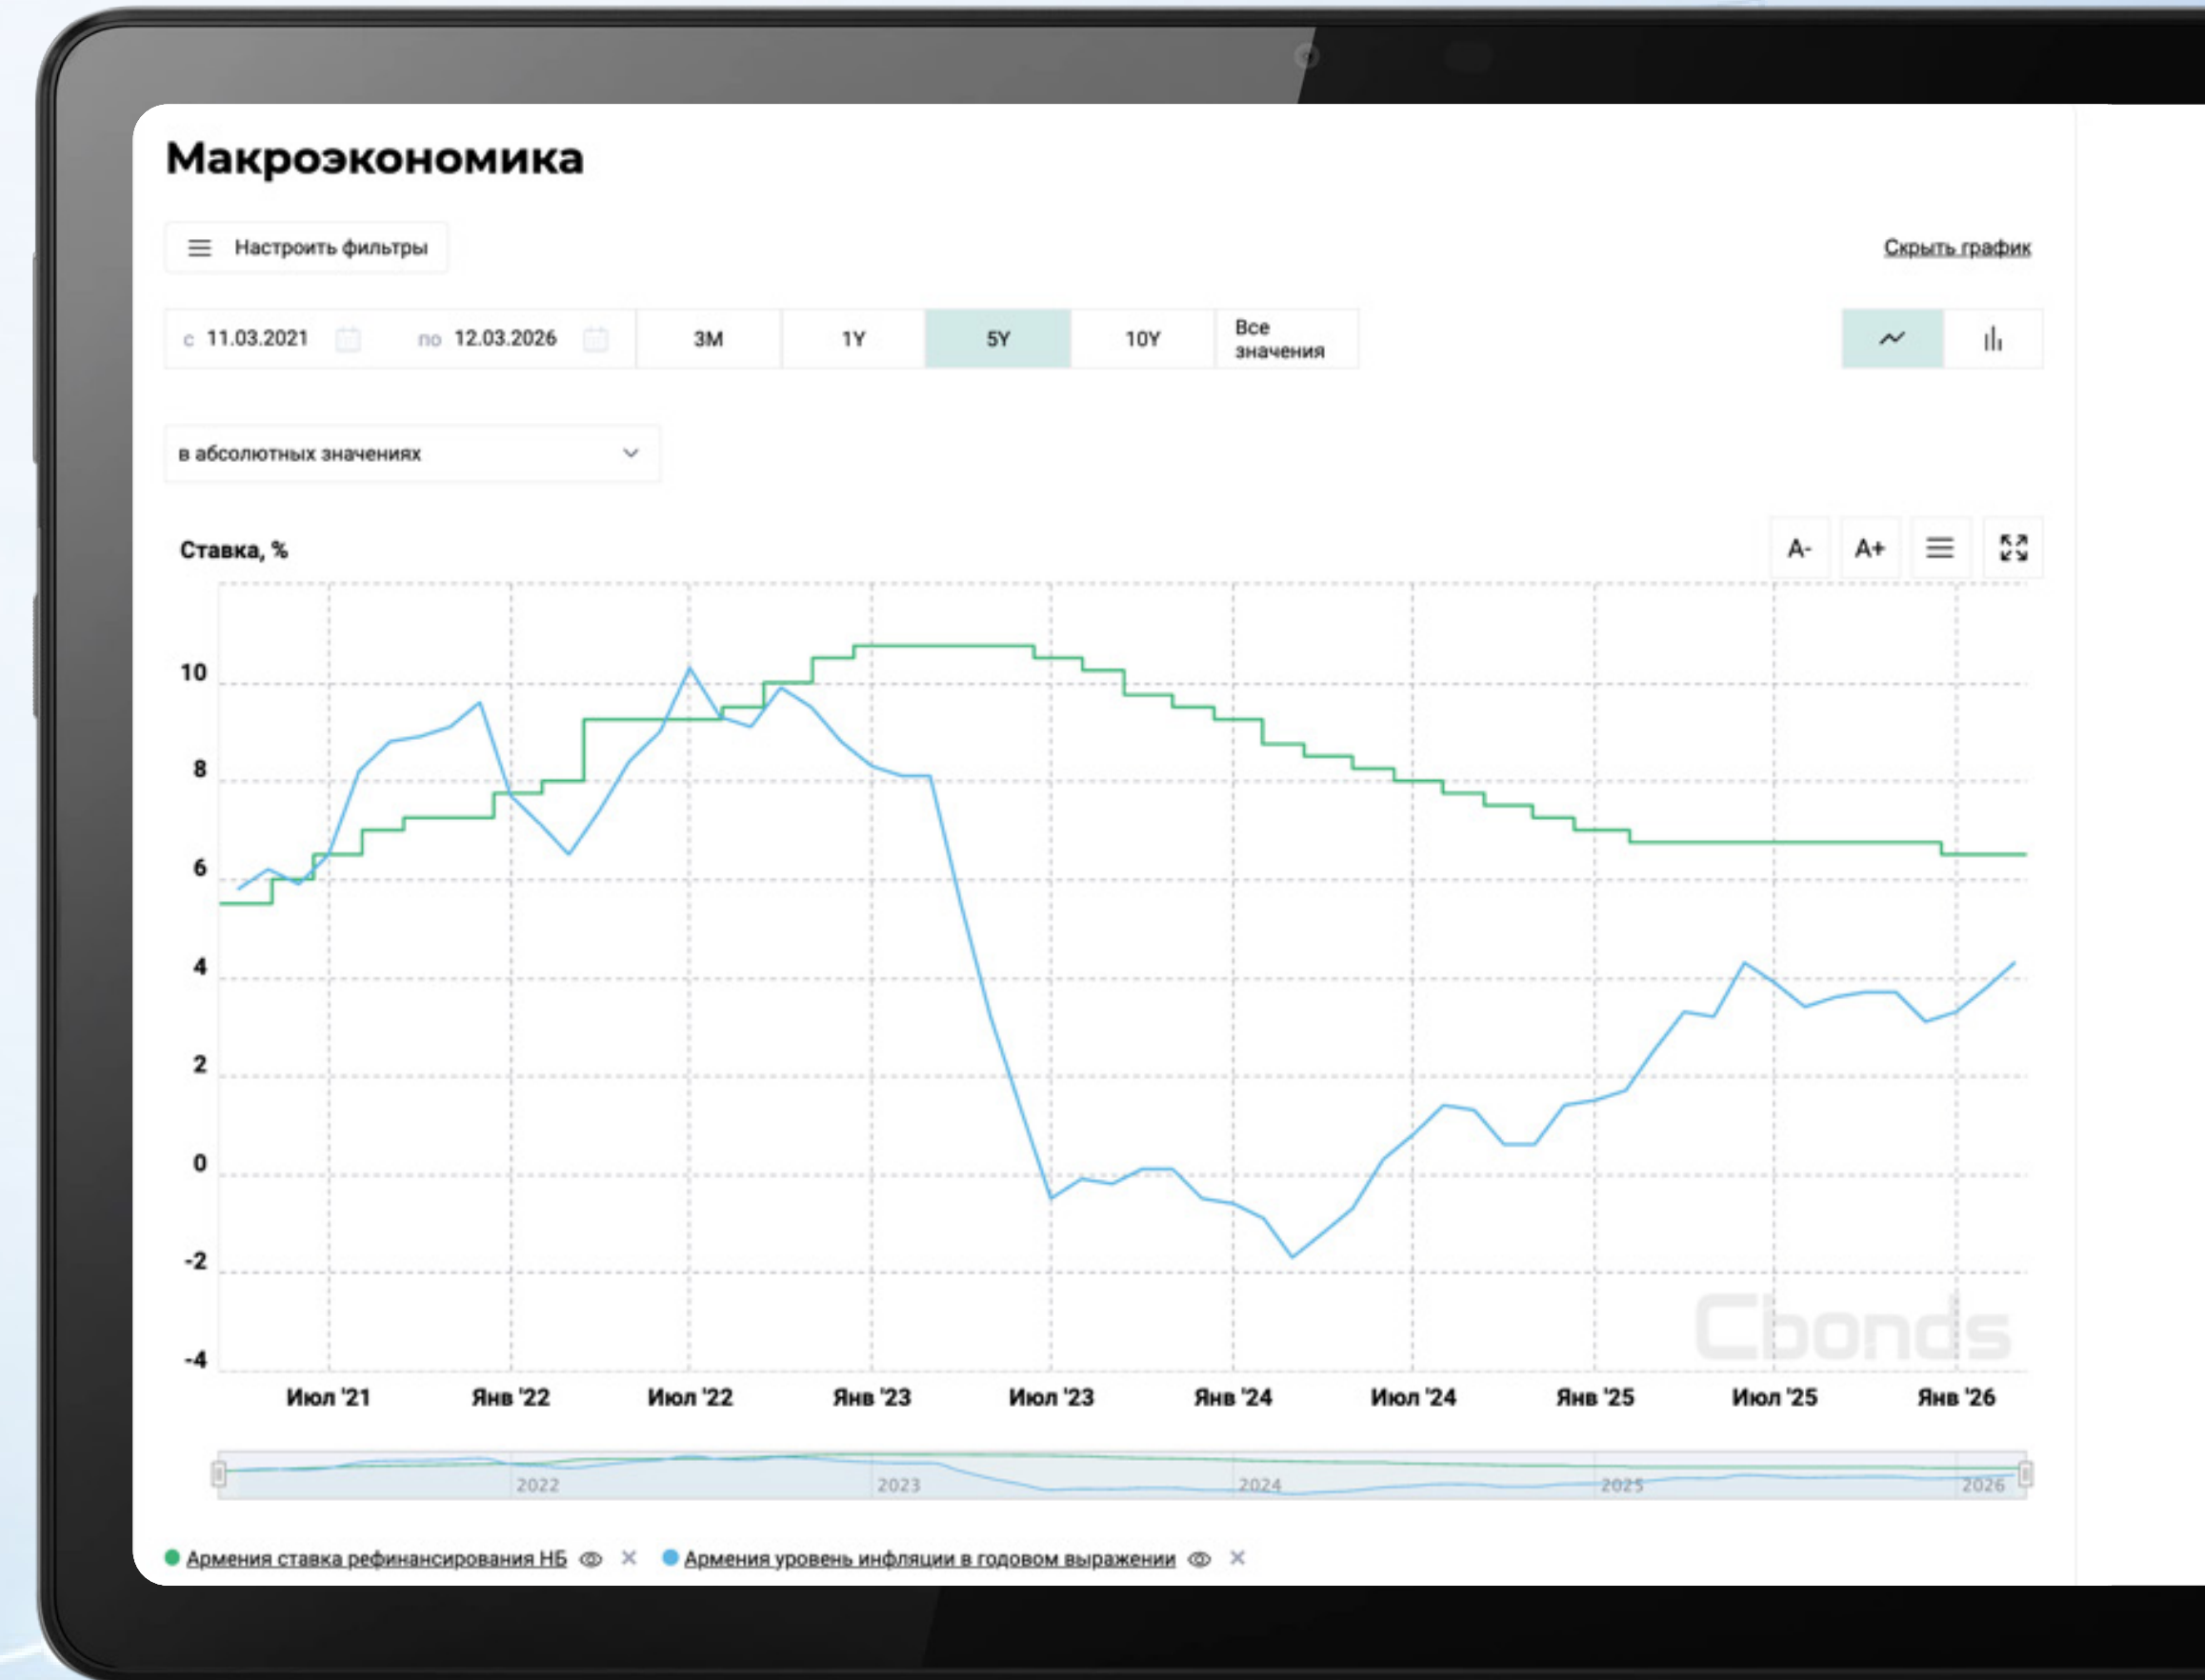 Макроэкономика
Настроить фильтры
Скрыть график
с 11.03.2021 по 12.03.2026 3M 1Y 5Y 10Y Все значения
в абсолютных значениях
Ставка, %
A- A+
10
8
6
4
2
0
-2
-4
Cbonds
Июл '21 Янв '22 Июл '22 Янв '23 Июл '23 Янв '24 Июл '24 Янв '25 Июл '25 Янв '26
2022 2023 2024 2025 2026
Армения ставка рефинансирования НБ Армения уровень инфляции в годовом выражении